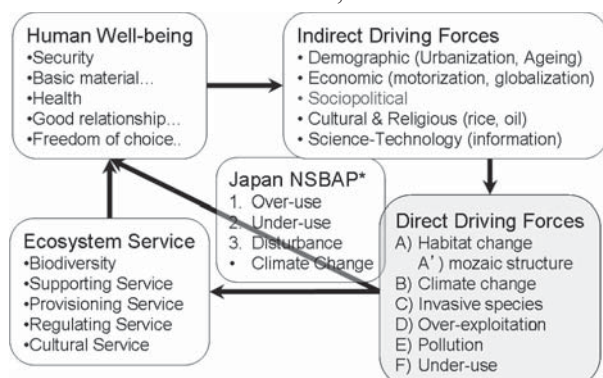 Human Well-being
•Security
•Basic material...
•Health
•Good relationship...
•Freedom of choice..
Indirect Driving Forces
• Demographic (Urbanization, Ageing)
• Economic (motorization, globalization)
• Sociopolitical
• Cultural & Religious (rice, oil)
• Science-Technology (information)
Japan NSBAP*
1. Over-use
2. Under-use
3. Disturbance
• Climate Change
Ecosystem Service
•Biodiversity
•Supporting Service
•Provisioning Service
•Regulating Service
•Cultural Service
Direct Driving Forces
A) Habitat change
A') mozaic structure
B) Climate change
C) Invasive species
D) Over-exploitation
E) Pollution
F) Under-use